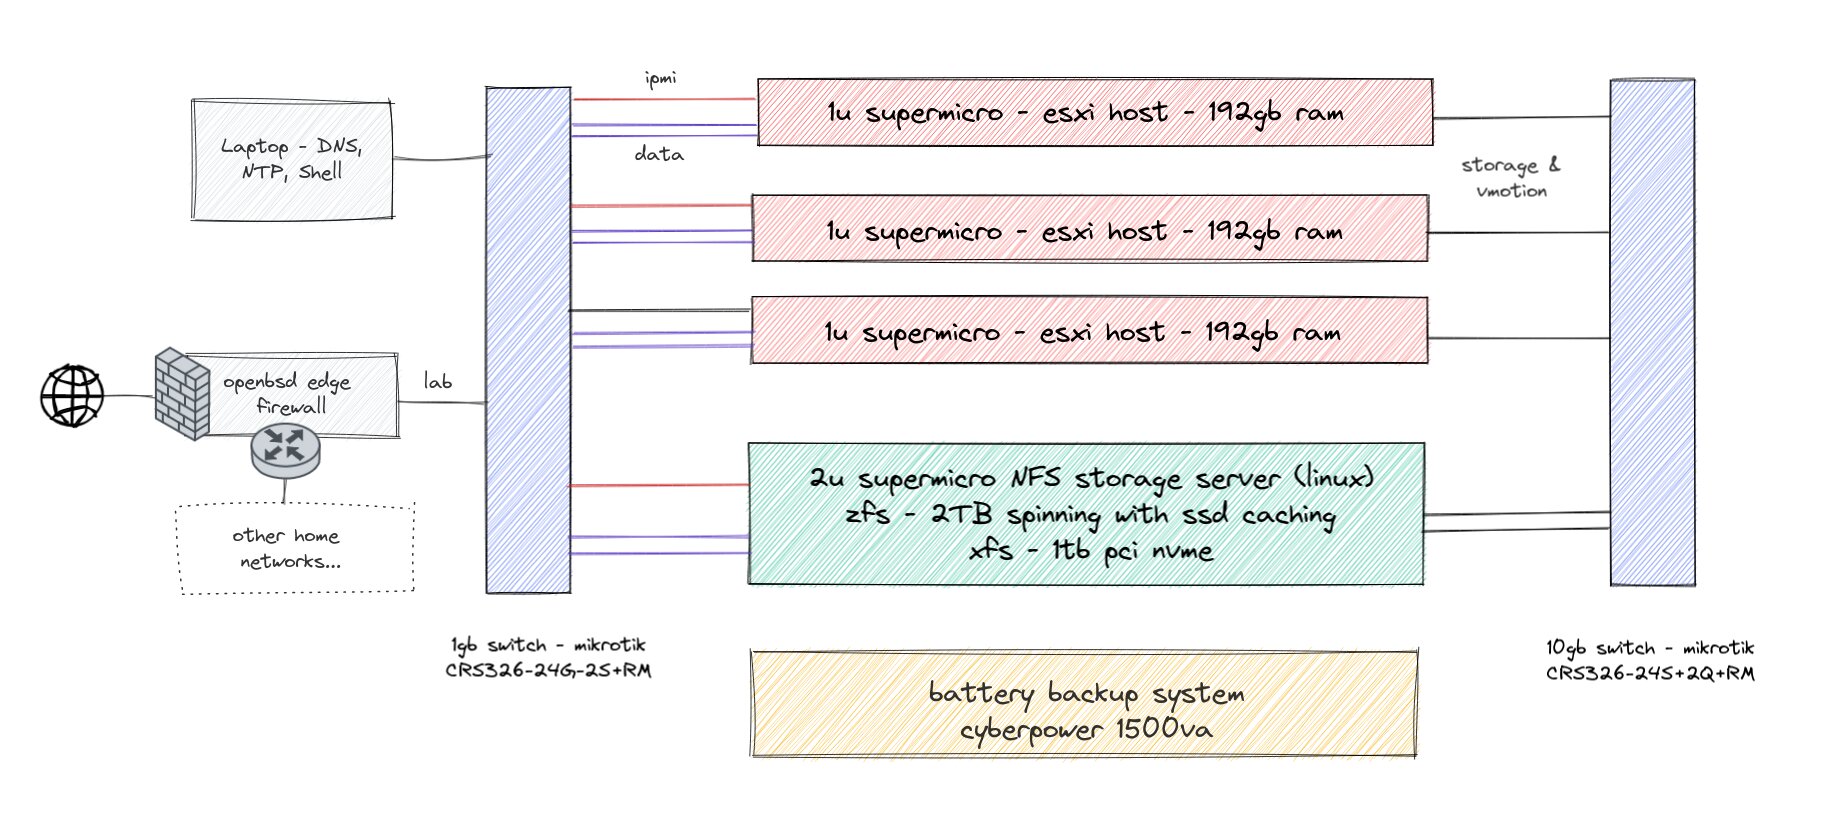 ipmi
1u supermicro - esxi host - 192gb ram
Laptop - DNS,
NTP, Shell
data
storage &
vmotion
1u supermicro - esxi host - 192gb ram
1u supermicro - esxi host - 192gb ram
openbsd edge
firewall
lab
2u supermicro NFS storage server (linux)
zfs - 2TB spinning with ssd caching
xfs - 1tb pci nvme
other home
networks...
1gb switch - mikrotik
CRS326-24G-2S+RM
10gb switch - mikrotik
CRS326-24S+2Q+RM
battery backup system
cyberpower 1500va